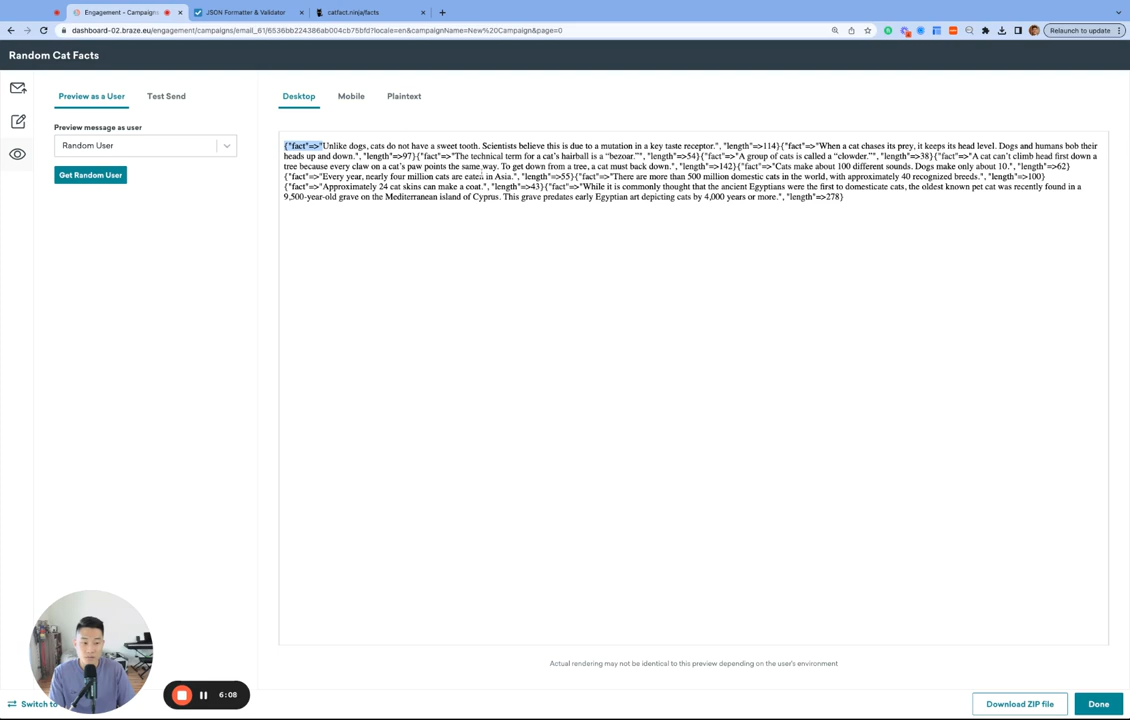 Engagement - Campaigns
JSON Formatter & Validator
catfact.ninja/facts
dashboard-02.braze.eu/engagement/campaigns/email_61/6536bb224386ab004cb75bfd?locale=en&campaignName=New%20Campaign&page=0
Relaunch to update
Random Cat Facts
Preview as a User
Test Send
Desktop
Mobile
Plaintext
Preview message as user
Random User
Get Random User
{"fact"=>"Unlike dogs, cats do not have a sweet tooth. Scientists believe this is due to a mutation in a key taste receptor.", "length"=>114}{"fact"=>"When a cat chases its prey, it keeps its head level. Dogs and humans bob their
heads up and down.", "length"=>97}{"fact"=>"The technical term for a cat's hairball is a “bezoar.”", "length"=>54}{"fact"=>"A group of cats is called a “clowder.”", "length"=>38}{"fact"=>"A cat can't climb head first down a
tree because every claw on a cat's paw points the same way. To get down from a tree, a cat must back down.", "length"=>142}{"fact"=>"Cats make about 100 different sounds. Dogs make only about 10.", "length"=>62}
{"fact"=>"Every year, nearly four million cats are eaten in Asia.", "length"=>55}{"fact"=>"There are more than 500 million domestic cats in the world, with approximately 40 recognized breeds.", "length"=>100}
{"fact"=>"Approximately 24 cat skins can make a coat.", "length"=>43}{"fact"=>"While it is commonly thought that the ancient Egyptians were the first to domesticate cats, the oldest known pet cat was recently found in a
9,500-year-old grave on the Mediterranean island of Cyprus. This grave predates early Egyptian art depicting cats by 4,000 years or more.", "length"=>278}
Actual rendering may not be identical to this preview depending on the user's environment
6:08
Switch to
Download ZIP file
Done